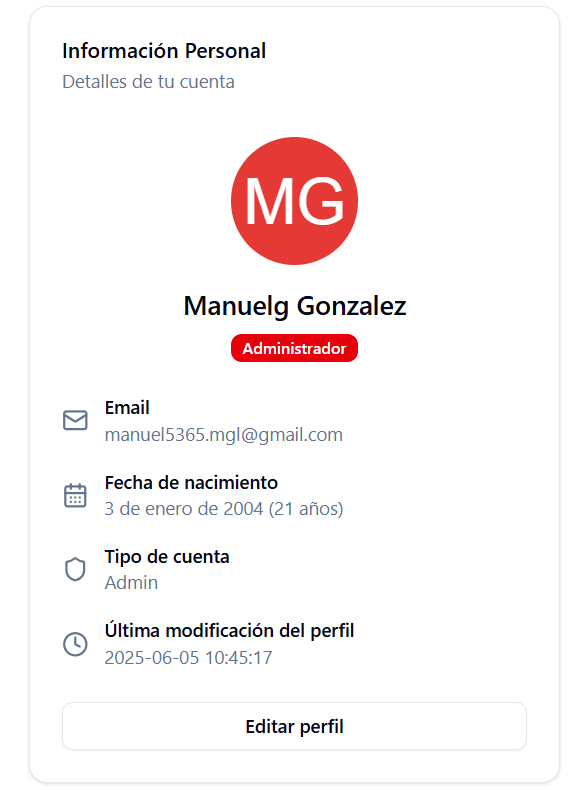 Información Personal
Detalles de tu cuenta
MG
Manuelg Gonzalez
Administrador
Email
manuel5365.mgl@gmail.com
Fecha de nacimiento
3 de enero de 2004 (21 años)
Tipo de cuenta
Admin
Última modificación del perfil
2025-06-05 10:45:17
Editar perfil